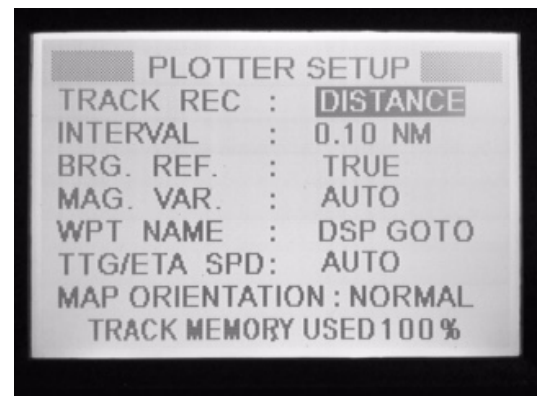 PLOTTER SETUP
TRACK REC : DISTANCE
INTERVAL : 0.10 NM
BRG. REF. : TRUE
MAG. VAR. : AUTO
WPT NAME : DSP GOTO
TTG/ETA SPD: AUTO
MAP ORIENTATION : NORMAL
TRACK MEMORY USED 100%